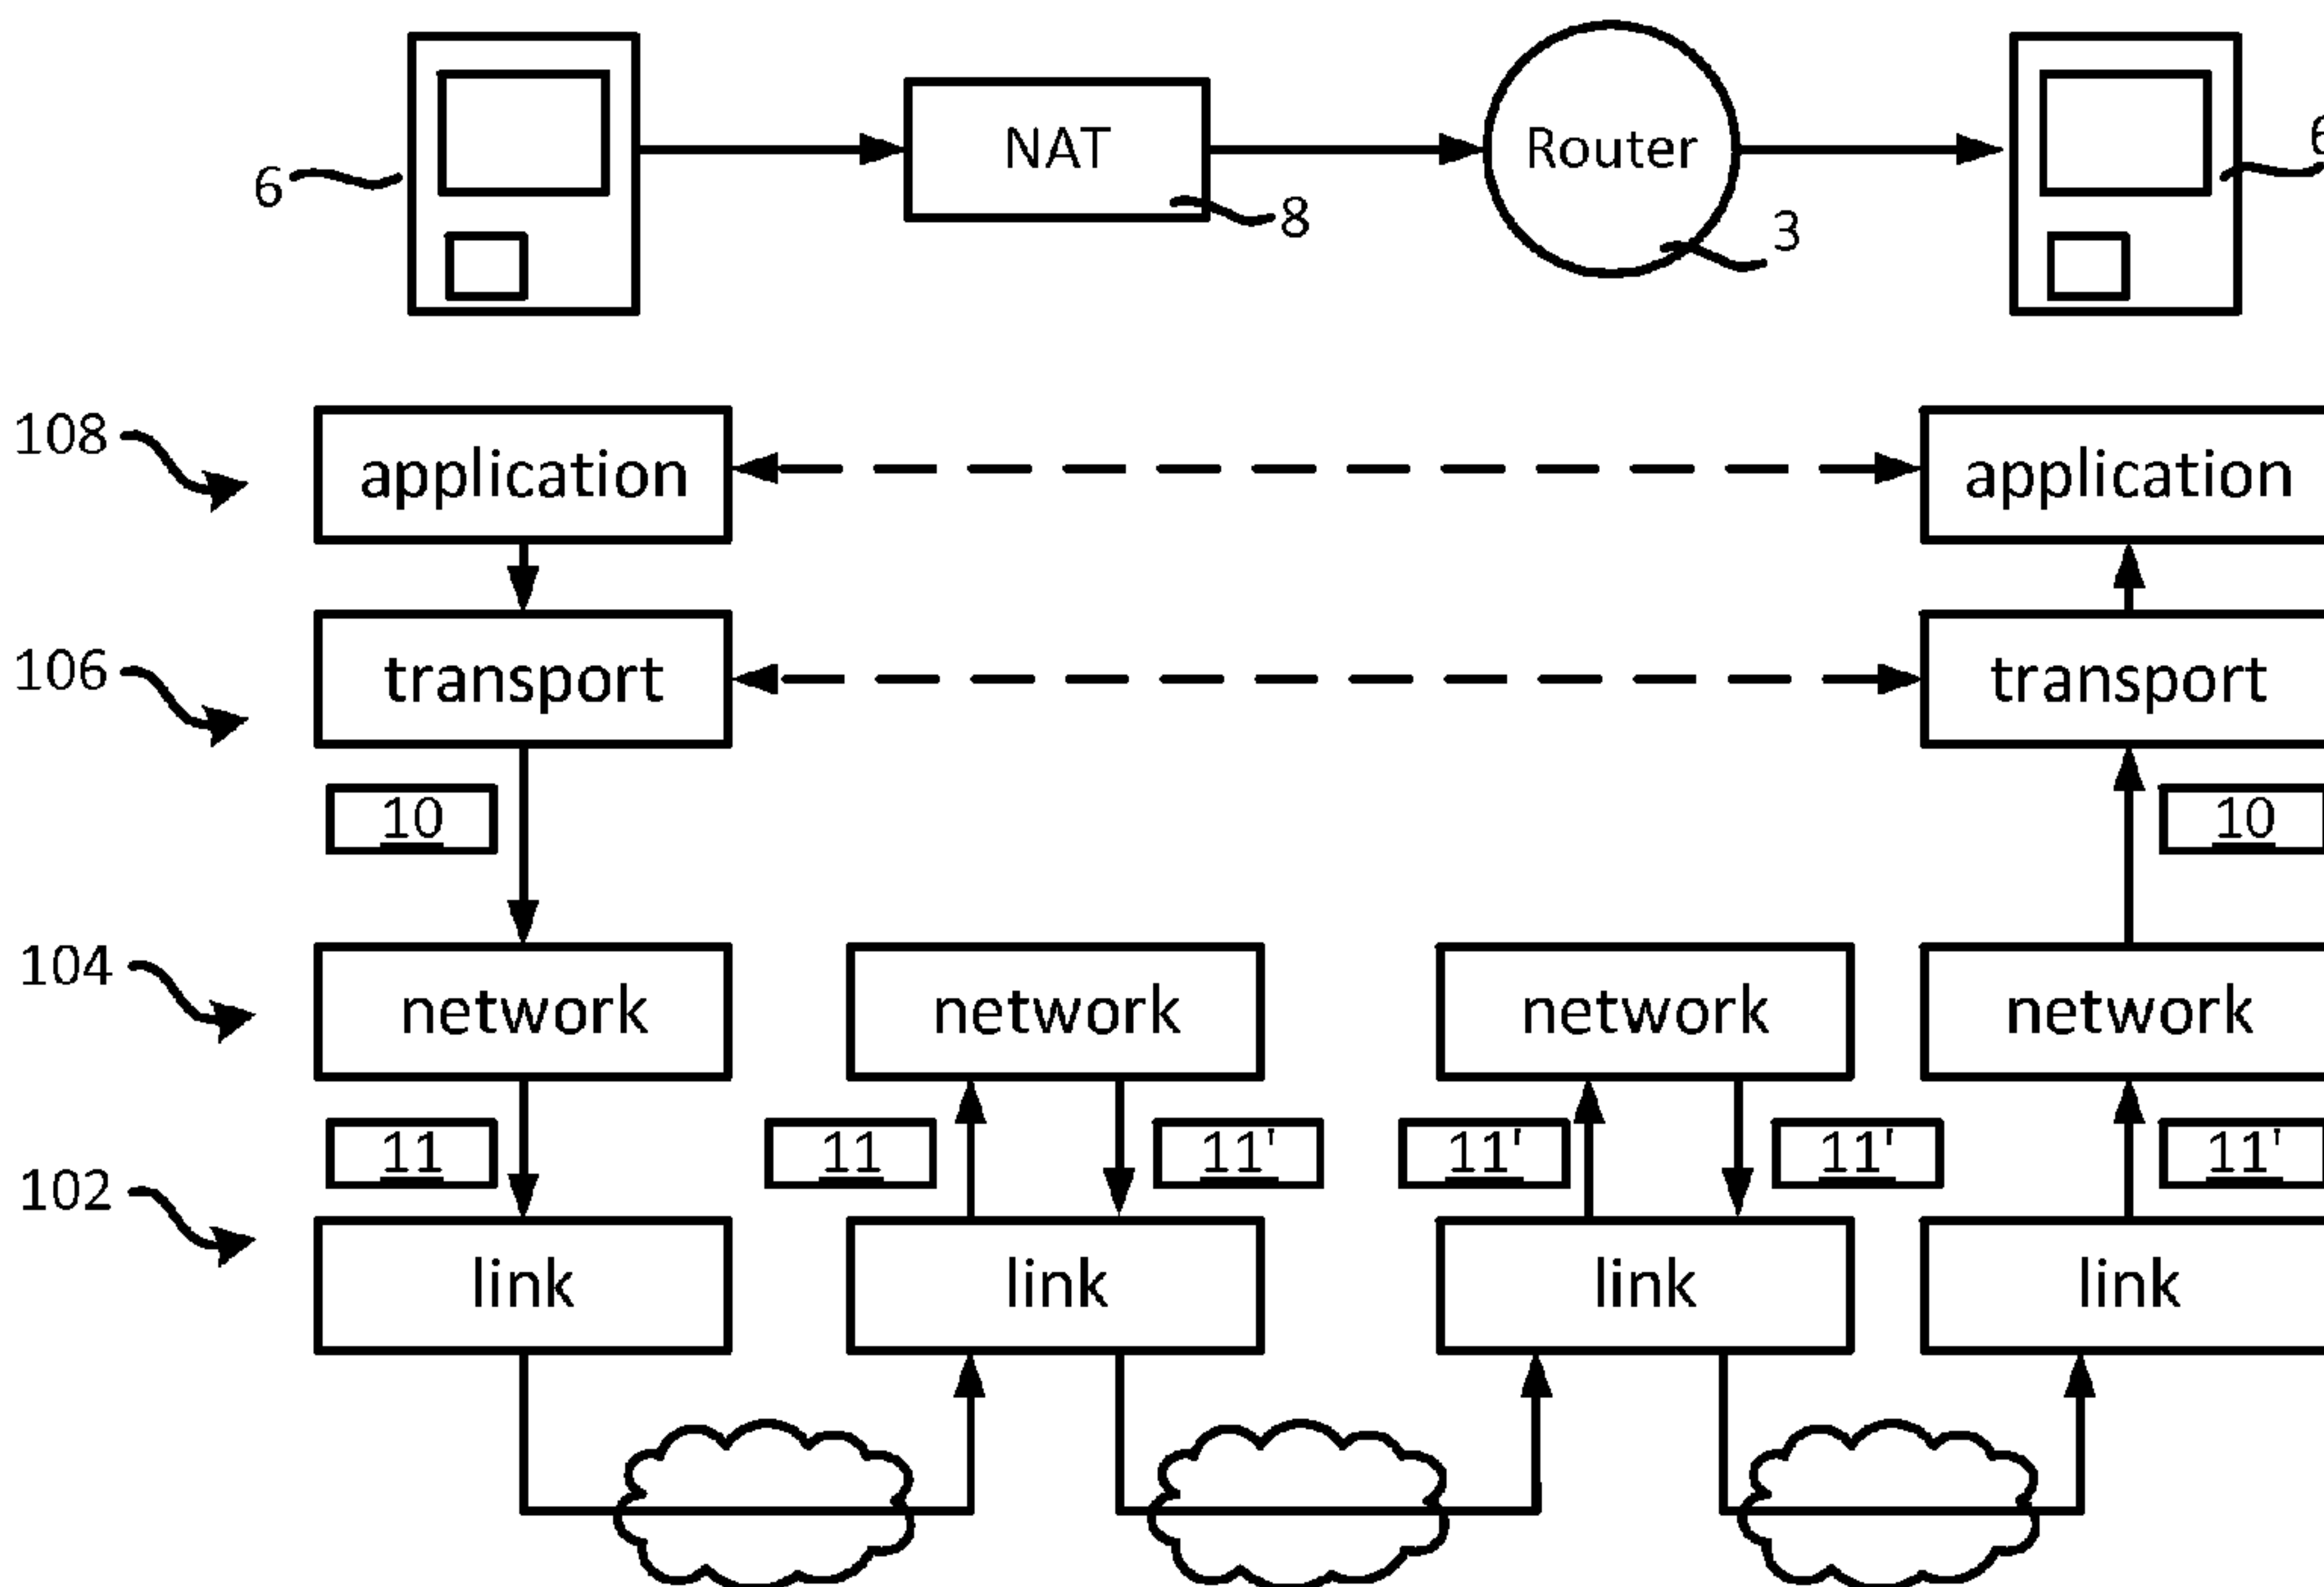 NAT
Router
6
6
8
3
108
application
application
106
transport
transport
10
10
104
network
network
network
network
11
11
11'
11'
11'
11'
102
link
link
link
link